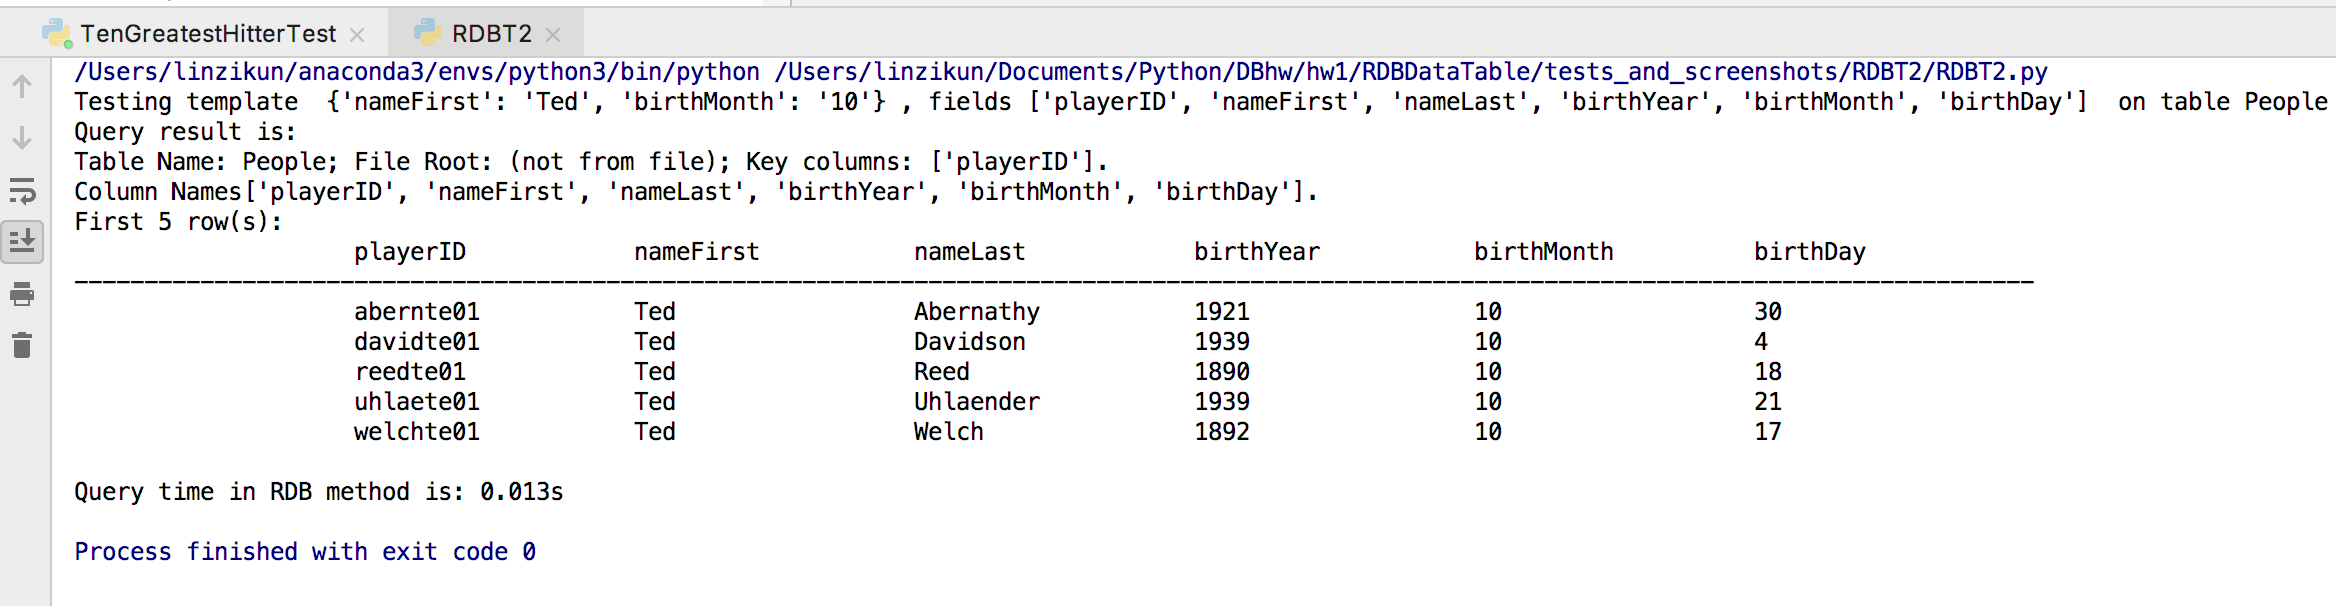 TenGreatestHitterTest RDBT2
/Users/linzikun/anaconda3/envs/python3/bin/python /Users/linzikun/Documents/Python/DBhw/hw1/RDBDataTable/tests_and_screenshots/RDBT2/RDBT2.py
Testing template  {'nameFirst': 'Ted', 'birthMonth': '10'} , fields ['playerID', 'nameFirst', 'nameLast', 'birthYear', 'birthMonth', 'birthDay']  on table People
Query result is:
Table Name: People; File Root: (not from file); Key columns: ['playerID'].
Column Names['playerID', 'nameFirst', 'nameLast', 'birthYear', 'birthMonth', 'birthDay'].
First 5 row(s):
playerID nameFirst nameLast birthYear birthMonth birthDay
--------------------------------------------------------------------------------------------------------------------------------------------
abernte01 Ted Abernathy 1921 10 30
davidte01 Ted Davidson 1939 10 4
reedte01 Ted Reed 1890 10 18
uhlaete01 Ted Uhlaender 1939 10 21
welchte01 Ted Welch 1892 10 17
Query time in RDB method is: 0.013s
Process finished with exit code 0